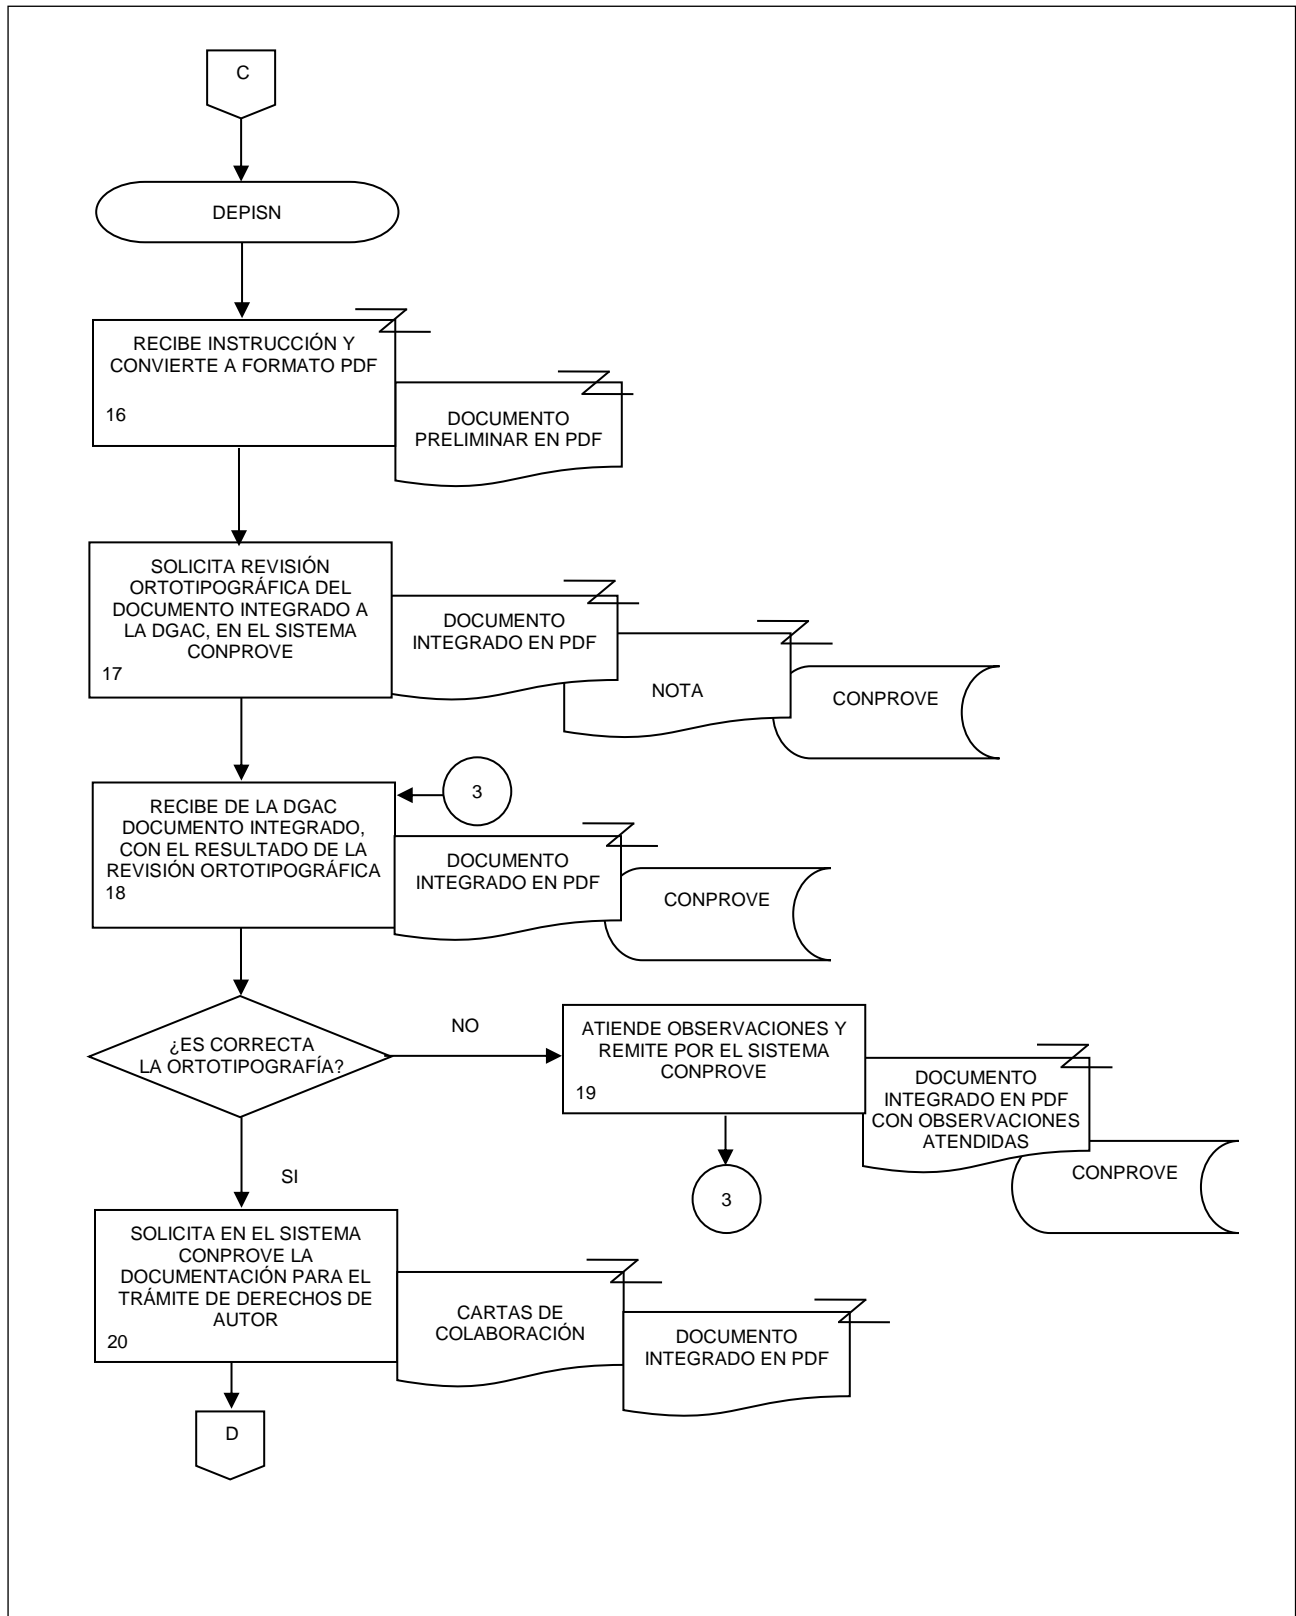 C
DEPISN
RECIBE INSTRUCCIÓN Y
CONVIERTE A FORMATO PDF
16
DOCUMENTO
PRELIMINAR EN PDF
SOLICITA REVISIÓN
ORTOTIPOGRÁFICA DEL
DOCUMENTO INTEGRADO A
LA DGAC, EN EL SISTEMA
CONPROVE
17
DOCUMENTO
INTEGRADO EN PDF
NOTA
CONPROVE
3
RECIBE DE LA DGAC
DOCUMENTO INTEGRADO,
CON EL RESULTADO DE LA
REVISIÓN ORTOTIPOGRÁFICA
18
DOCUMENTO
INTEGRADO EN PDF
CONPROVE
¿ES CORRECTA
LA ORTOTIPOGRAFÍA?
NO
ATIENDE OBSERVACIONES Y
REMITE POR EL SISTEMA
CONPROVE
19
DOCUMENTO
INTEGRADO EN PDF
CON OBSERVACIONES
ATENDIDAS
CONPROVE
3
SI
SOLICITA EN EL SISTEMA
CONPROVE LA
DOCUMENTACIÓN PARA EL
TRÁMITE DE DERECHOS DE
AUTOR
20
CARTAS DE
COLABORACIÓN
DOCUMENTO
INTEGRADO EN PDF
D